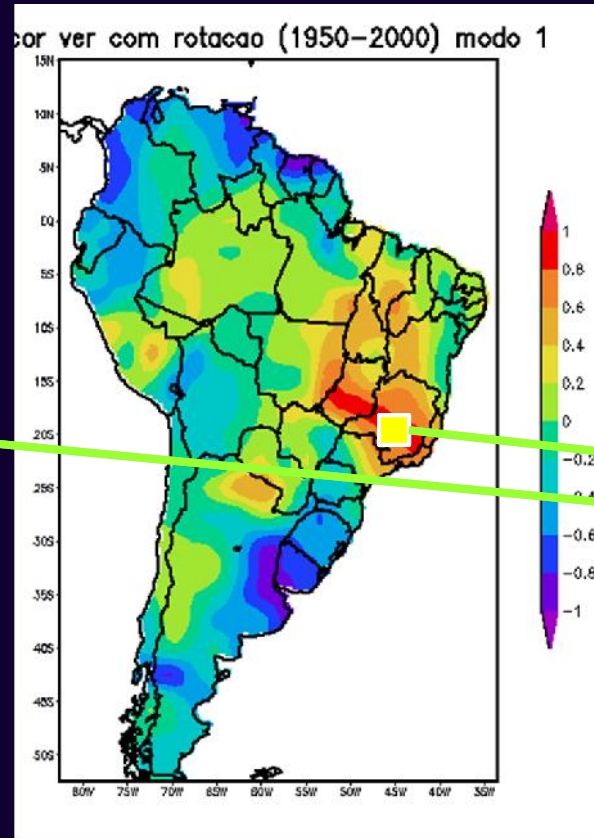 cor ver com rotacao (1950–2000) modo 1
15N
10N
5N
EQ
5S
10S
15S
20S
25S
30S
35S
40S
45S
50S
80W 75W 70W 65W 60W 55W 50W 45W 40W 35W
1
0.8
0.6
0.4
0.2
0
−0.2
−0.4
−0.6
−0.8
−1